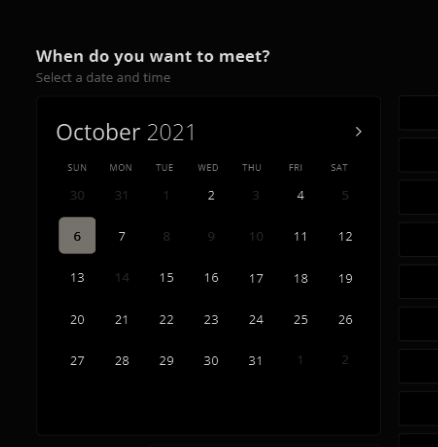 When do you want to meet?
Select a date and time
October 2021
SUN MON TUE WED THU FRI SAT
30 31 1 2 3 4 5
6 7 8 9 10 11 12
13 14 15 16 17 18 19
20 21 22 23 24 25 26
27 28 29 30 31 1 2